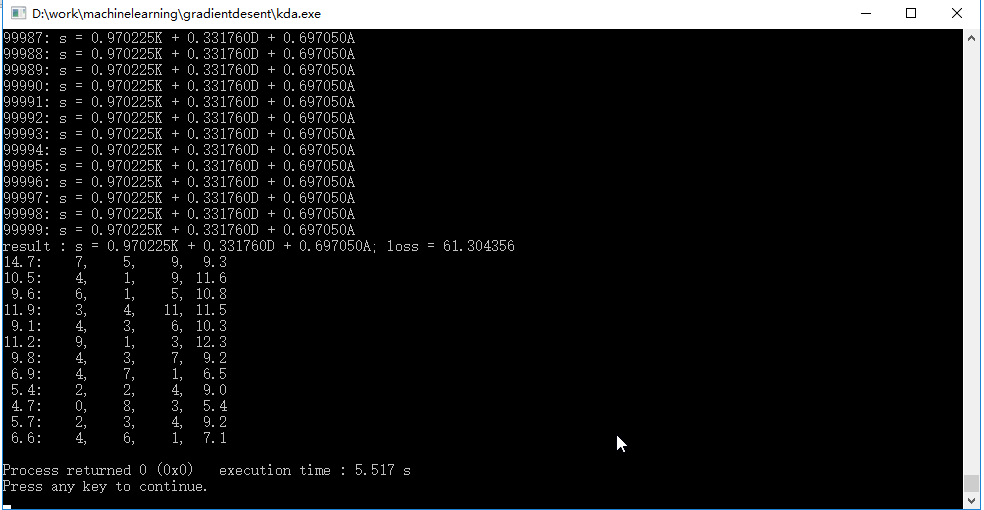 D:\work\machinelearning\gradientdesent\kda.exe
99987: s = 0.970225K + 0.331760D + 0.697050A
99988: s = 0.970225K + 0.331760D + 0.697050A
99989: s = 0.970225K + 0.331760D + 0.697050A
99990: s = 0.970225K + 0.331760D + 0.697050A
99991: s = 0.970225K + 0.331760D + 0.697050A
99992: s = 0.970225K + 0.331760D + 0.697050A
99993: s = 0.970225K + 0.331760D + 0.697050A
99994: s = 0.970225K + 0.331760D + 0.697050A
99995: s = 0.970225K + 0.331760D + 0.697050A
99996: s = 0.970225K + 0.331760D + 0.697050A
99997: s = 0.970225K + 0.331760D + 0.697050A
99998: s = 0.970225K + 0.331760D + 0.697050A
99999: s = 0.970225K + 0.331760D + 0.697050A
result : s = 0.970225K + 0.331760D + 0.697050A; loss = 61.304356
14.7:    7,    5,    9,  9.3
10.5:    4,    1,    9, 11.6
 9.6:    6,    1,    5, 10.8
11.9:    3,    4,   11, 11.5
 9.1:    4,    3,    6, 10.3
11.2:    9,    1,    3, 12.3
 9.8:    4,    3,    7,  9.2
 6.9:    4,    7,    1,  6.5
 5.4:    2,    2,    4,  9.0
 4.7:    0,    8,    3,  5.4
 5.7:    2,    3,    4,  9.2
 6.6:    4,    6,    1,  7.1
Process returned 0 (0x0)   execution time : 5.517 s
Press any key to continue.